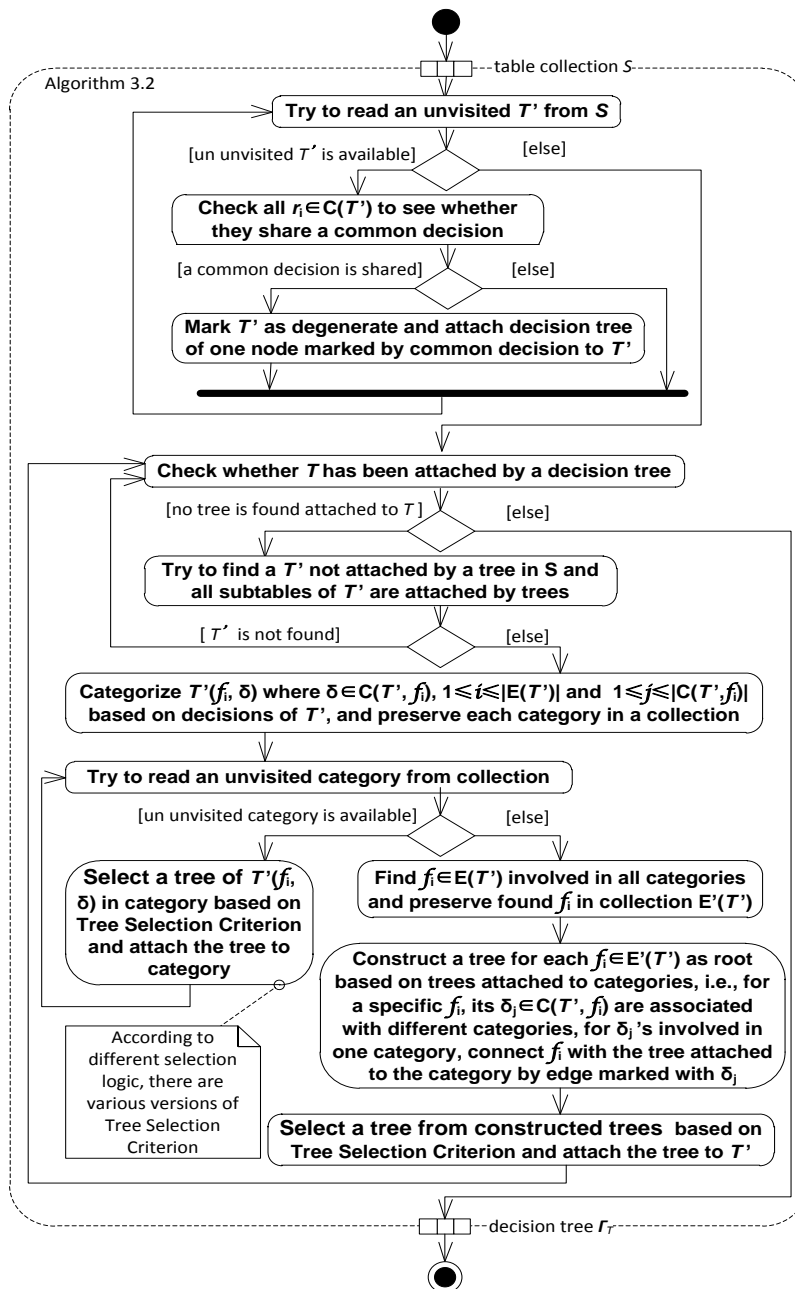 table collection S
Algorithm 3.2
Try to read an unvisited T' from S
[un unvisited T' is available]
[else]
Check all rᵢ∈C(T') to see whether
they share a common decision
[a common decision is shared]
[else]
Mark T' as degenerate and attach decision tree
of one node marked by common decision to T'
Check whether T has been attached by a decision tree
[no tree is found attached to T ]
[else]
Try to find a T' not attached by a tree in S and
all subtables of T' are attached by trees
[ T' is not found]
[else]
Categorize T'(fᵢ, δ) where δ∈C(T', fᵢ), 1≤i≤|E(T')| and 1≤j≤|C(T',fᵢ)|
based on decisions of T', and preserve each category in a collection
Try to read an unvisited category from collection
[un unvisited category is available]
[else]
Select a tree of T'(fᵢ,
δ) in category based on
Tree Selection Criterion
and attach the tree to
category
Find fᵢ∈E(T') involved in all categories
and preserve found fᵢ in collection E'(T')
Construct a tree for each fᵢ∈E'(T') as root
based on trees attached to categories, i.e., for
a specific fᵢ, its δⱼ∈C(T', fᵢ) are associated
with different categories, for δⱼ's involved in
one category, connect fᵢ with the tree attached
to the category by edge marked with δⱼ
According to
different selection
logic, there are
various versions of
Tree Selection
Criterion
Select a tree from constructed trees based on
Tree Selection Criterion and attach the tree to T'
decision tree Γ_T